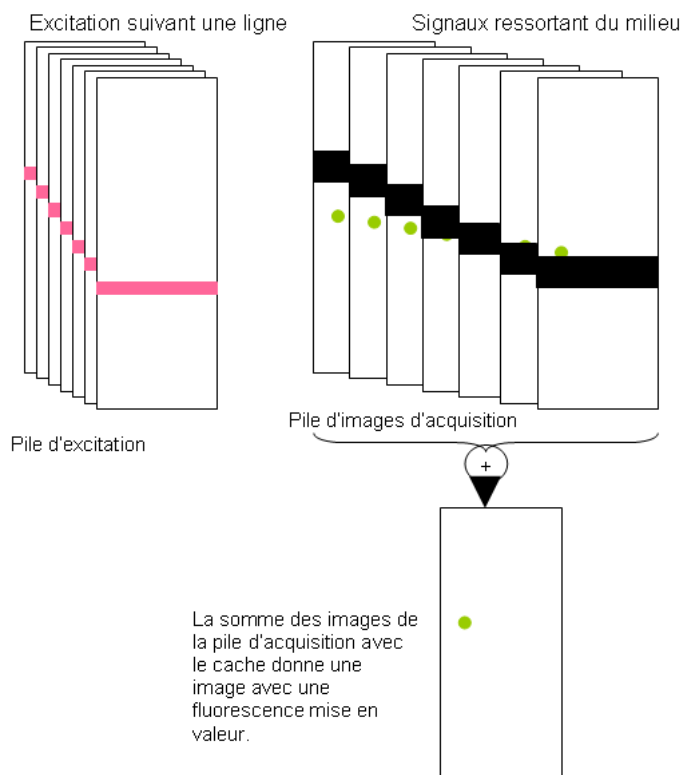 Excitation suivant une ligne
Signaux ressortant du milieu
Pile d'images d'acquisition
Pile d'excitation
+
La somme des images de
la pile d'acquisition avec
le cache donne une
image avec une
fluorescence mise en
valeur.